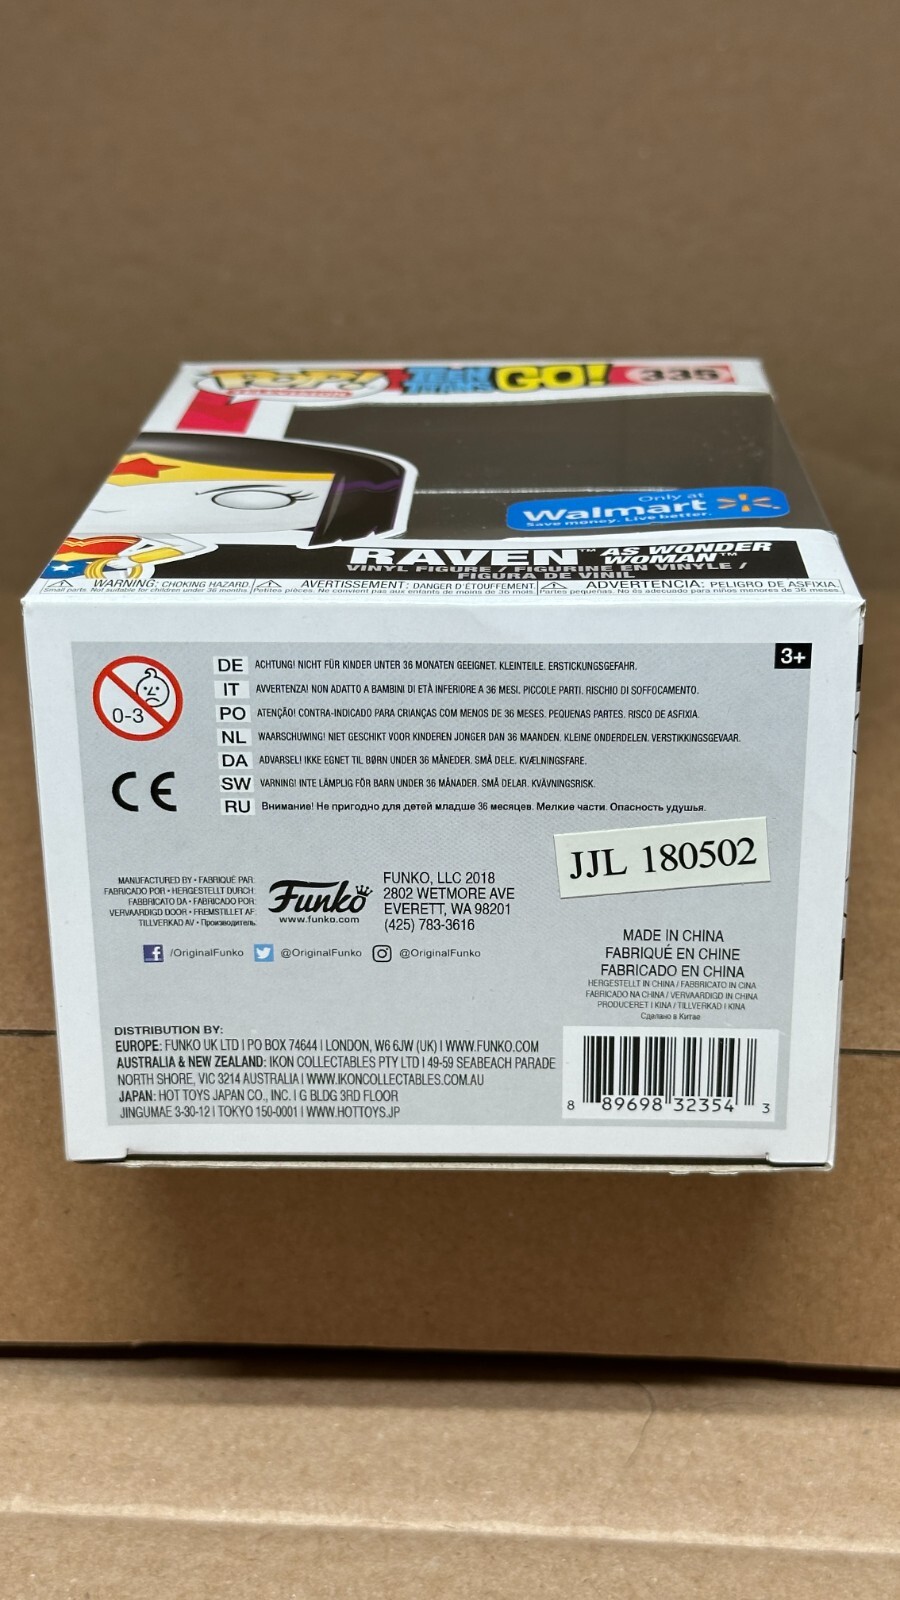 POP!
TELEVISION
TEEN TITANS GO!
335
Only at
Walmart
Save money. Live better.
RAVEN™ AS WONDER WOMAN™
VINYL FIGURE / FIGURINE EN VINYLE /
FIGURA DE VINIL
WARNING: CHOKING HAZARD.
Small parts. Not suitable for children under 36 months.
AVERTISSEMENT: DANGER D'ÉTOUFFEMENT.
Petites pièces. Ne convient pas aux enfants de moins de 36 mois.
ADVERTENCIA: PELIGRO DE ASFIXIA.
Partes pequeñas. No es adecuado para niños menores de 36 meses.
3+
0-3
DE ACHTUNG! NICHT FÜR KINDER UNTER 36 MONATEN GEEIGNET. KLEINTEILE. ERSTICKUNGSGEFAHR.
IT AVVERTENZA! NON ADATTO A BAMBINI DI ETÀ INFERIORE A 36 MESI. PICCOLE PARTI. RISCHIO DI SOFFOCAMENTO.
PO ATENÇÃO! CONTRA-INDICADO PARA CRIANÇAS COM MENOS DE 36 MESES. PEQUENAS PARTES. RISCO DE ASFIXIA.
NL WAARSCHUWING! NIET GESCHIKT VOOR KINDEREN JONGER DAN 36 MAANDEN. KLEINE ONDERDELEN. VERSTIKKINGSGEVAAR.
DA ADVARSEL! IKKE EGNET TIL BØRN UNDER 36 MÅNEDER. SMÅ DELE. KVÆLNINGSFARE.
SW VARNING! INTE LÄMPLIG FÖR BARN UNDER 36 MÅNADER. SMÅ DELAR. KVÄVNINGSRISK.
RU Внимание! Не пригодно для детей младше 36 месяцев. Мелкие части. Опасность удушья.
CE
JJL 180502
MANUFACTURED BY • FABRIQUÉ PAR
FABRICADO POR • HERGESTELLT DURCH:
FABBRICATO DA • FABRICADO POR:
VERVAARDIGD DOOR • FREMSTILLET AF:
TILLVERKAD AV • Производитель:
Funko
www.funko.com
FUNKO, LLC 2018
2802 WETMORE AVE
EVERETT, WA 98201
(425) 783-3616
/OriginalFunko @OriginalFunko @OriginalFunko
MADE IN CHINA
FABRIQUÉ EN CHINE
FABRICADO EN CHINA
HERGESTELLT IN CHINA / FABBRICATO IN CINA
FABRICADO NA CHINA / VERVAARDIGD IN CHINA
PRODUCERET I KINA / TILLVERKAD I KINA
Сделано в Китае
DISTRIBUTION BY:
EUROPE: FUNKO UK LTD | PO BOX 74644 | LONDON, W6 6JW (UK) | WWW.FUNKO.COM
AUSTRALIA & NEW ZEALAND: IKON COLLECTABLES PTY LTD | 49-59 SEABEACH PARADE
NORTH SHORE, VIC 3214 AUSTRALIA | WWW.IKONCOLLECTABLES.COM.AU
JAPAN: HOT TOYS JAPAN CO., INC. | G BLDG 3RD FLOOR
JINGUMAE 3-30-12 | TOKYO 150-0001 | WWW.HOTTOYS.JP
8 89698 32354 3